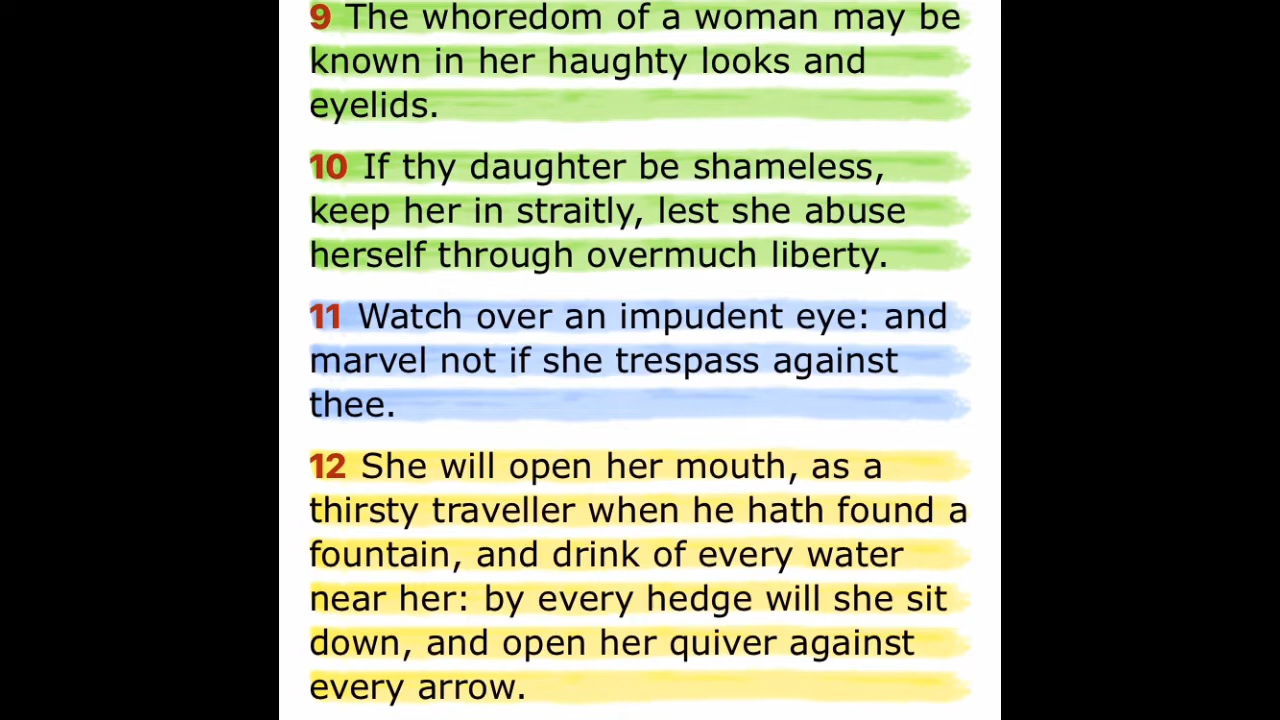 9 The whoredom of a woman may be
known in her haughty looks and
eyelids.
10 If thy daughter be shameless,
keep her in straitly, lest she abuse
herself through overmuch liberty.
11 Watch over an impudent eye: and
marvel not if she trespass against
thee.
12 She will open her mouth, as a
thirsty traveller when he hath found a
fountain, and drink of every water
near her: by every hedge will she sit
down, and open her quiver against
every arrow.